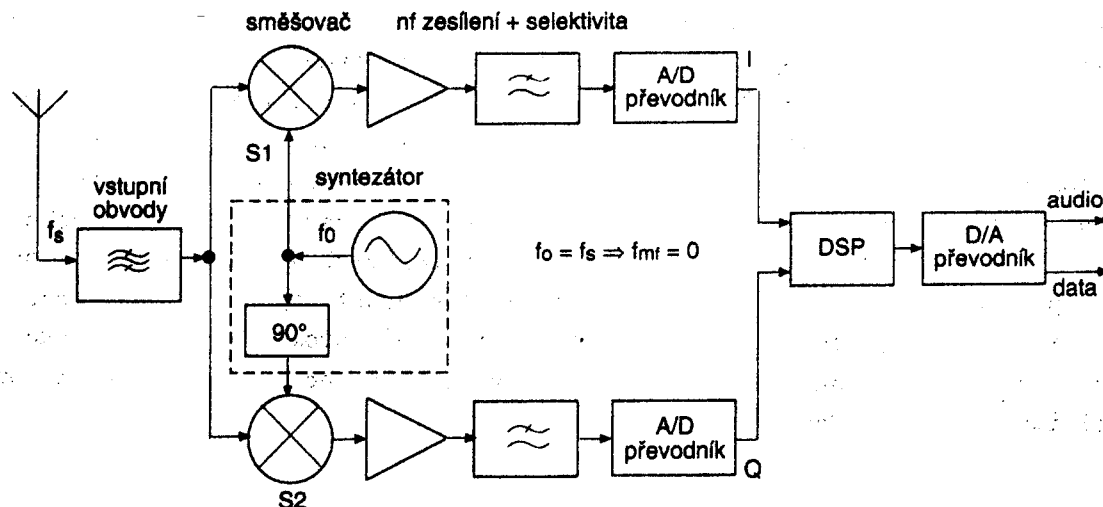 směšovač
nf zesílení + selektivita
A/D
převodník
I
S1
syntezátor
vstupní
obvody
fs
f0
90°
f0 = fs ⇒ fmf = 0
DSP
D/A
převodník
audio
data
A/D
převodník
Q
S2